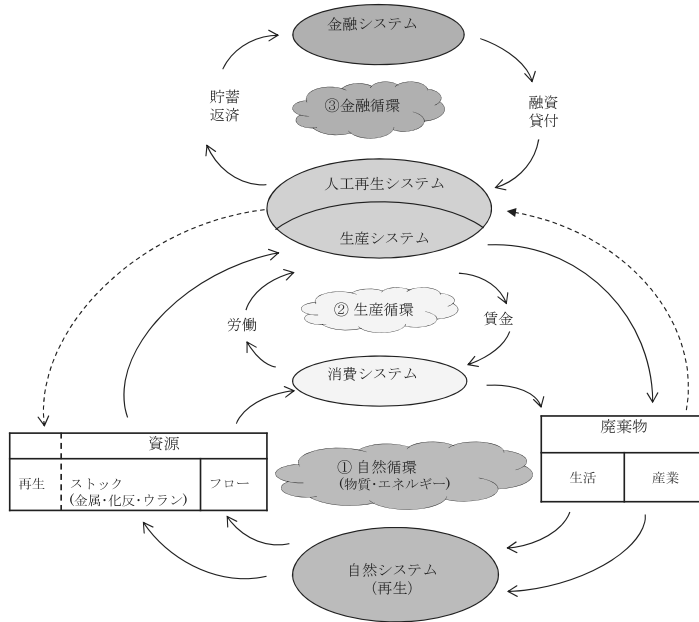 金融システム
③金融循環
貯蓄
返済
融資
貸付
人工再生システム
生産システム
② 生産循環
労働
賃金
消費システム
資源
再生
ストック
(金属・化反・ウラン)
フロー
① 自然循環
(物質・エネルギー)
廃棄物
生活
産業
自然システム
(再生)